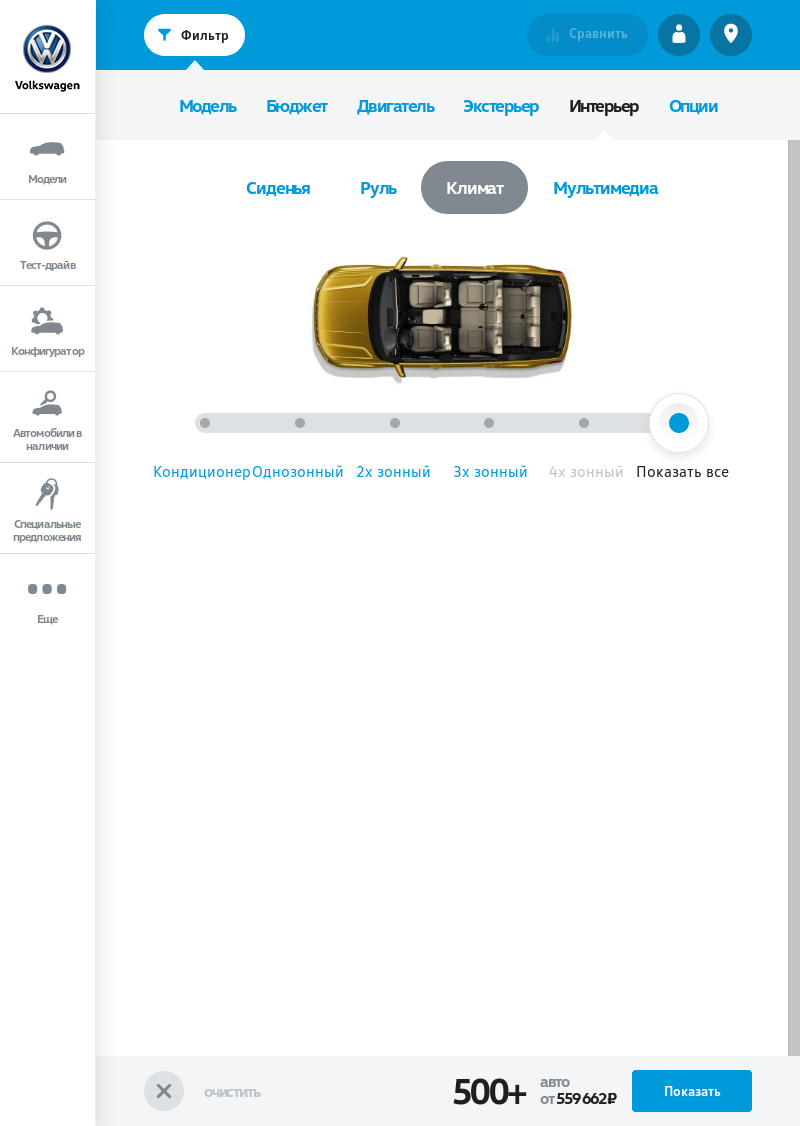 Volkswagen
Модели
Тест-драйв
Конфигуратор
Автомобили в
наличии
Специальные
предложения
Еще
Фильтр
Сравнить
Модель Бюджет Двигатель Экстерьер Интерьер Опции
Сиденья Руль Климат Мультимедиа
Кондиционер Однозонный 2х зонный 3х зонный 4х зонный Показать все
очистить
500+
авто
от 559 662 ₽
Показать